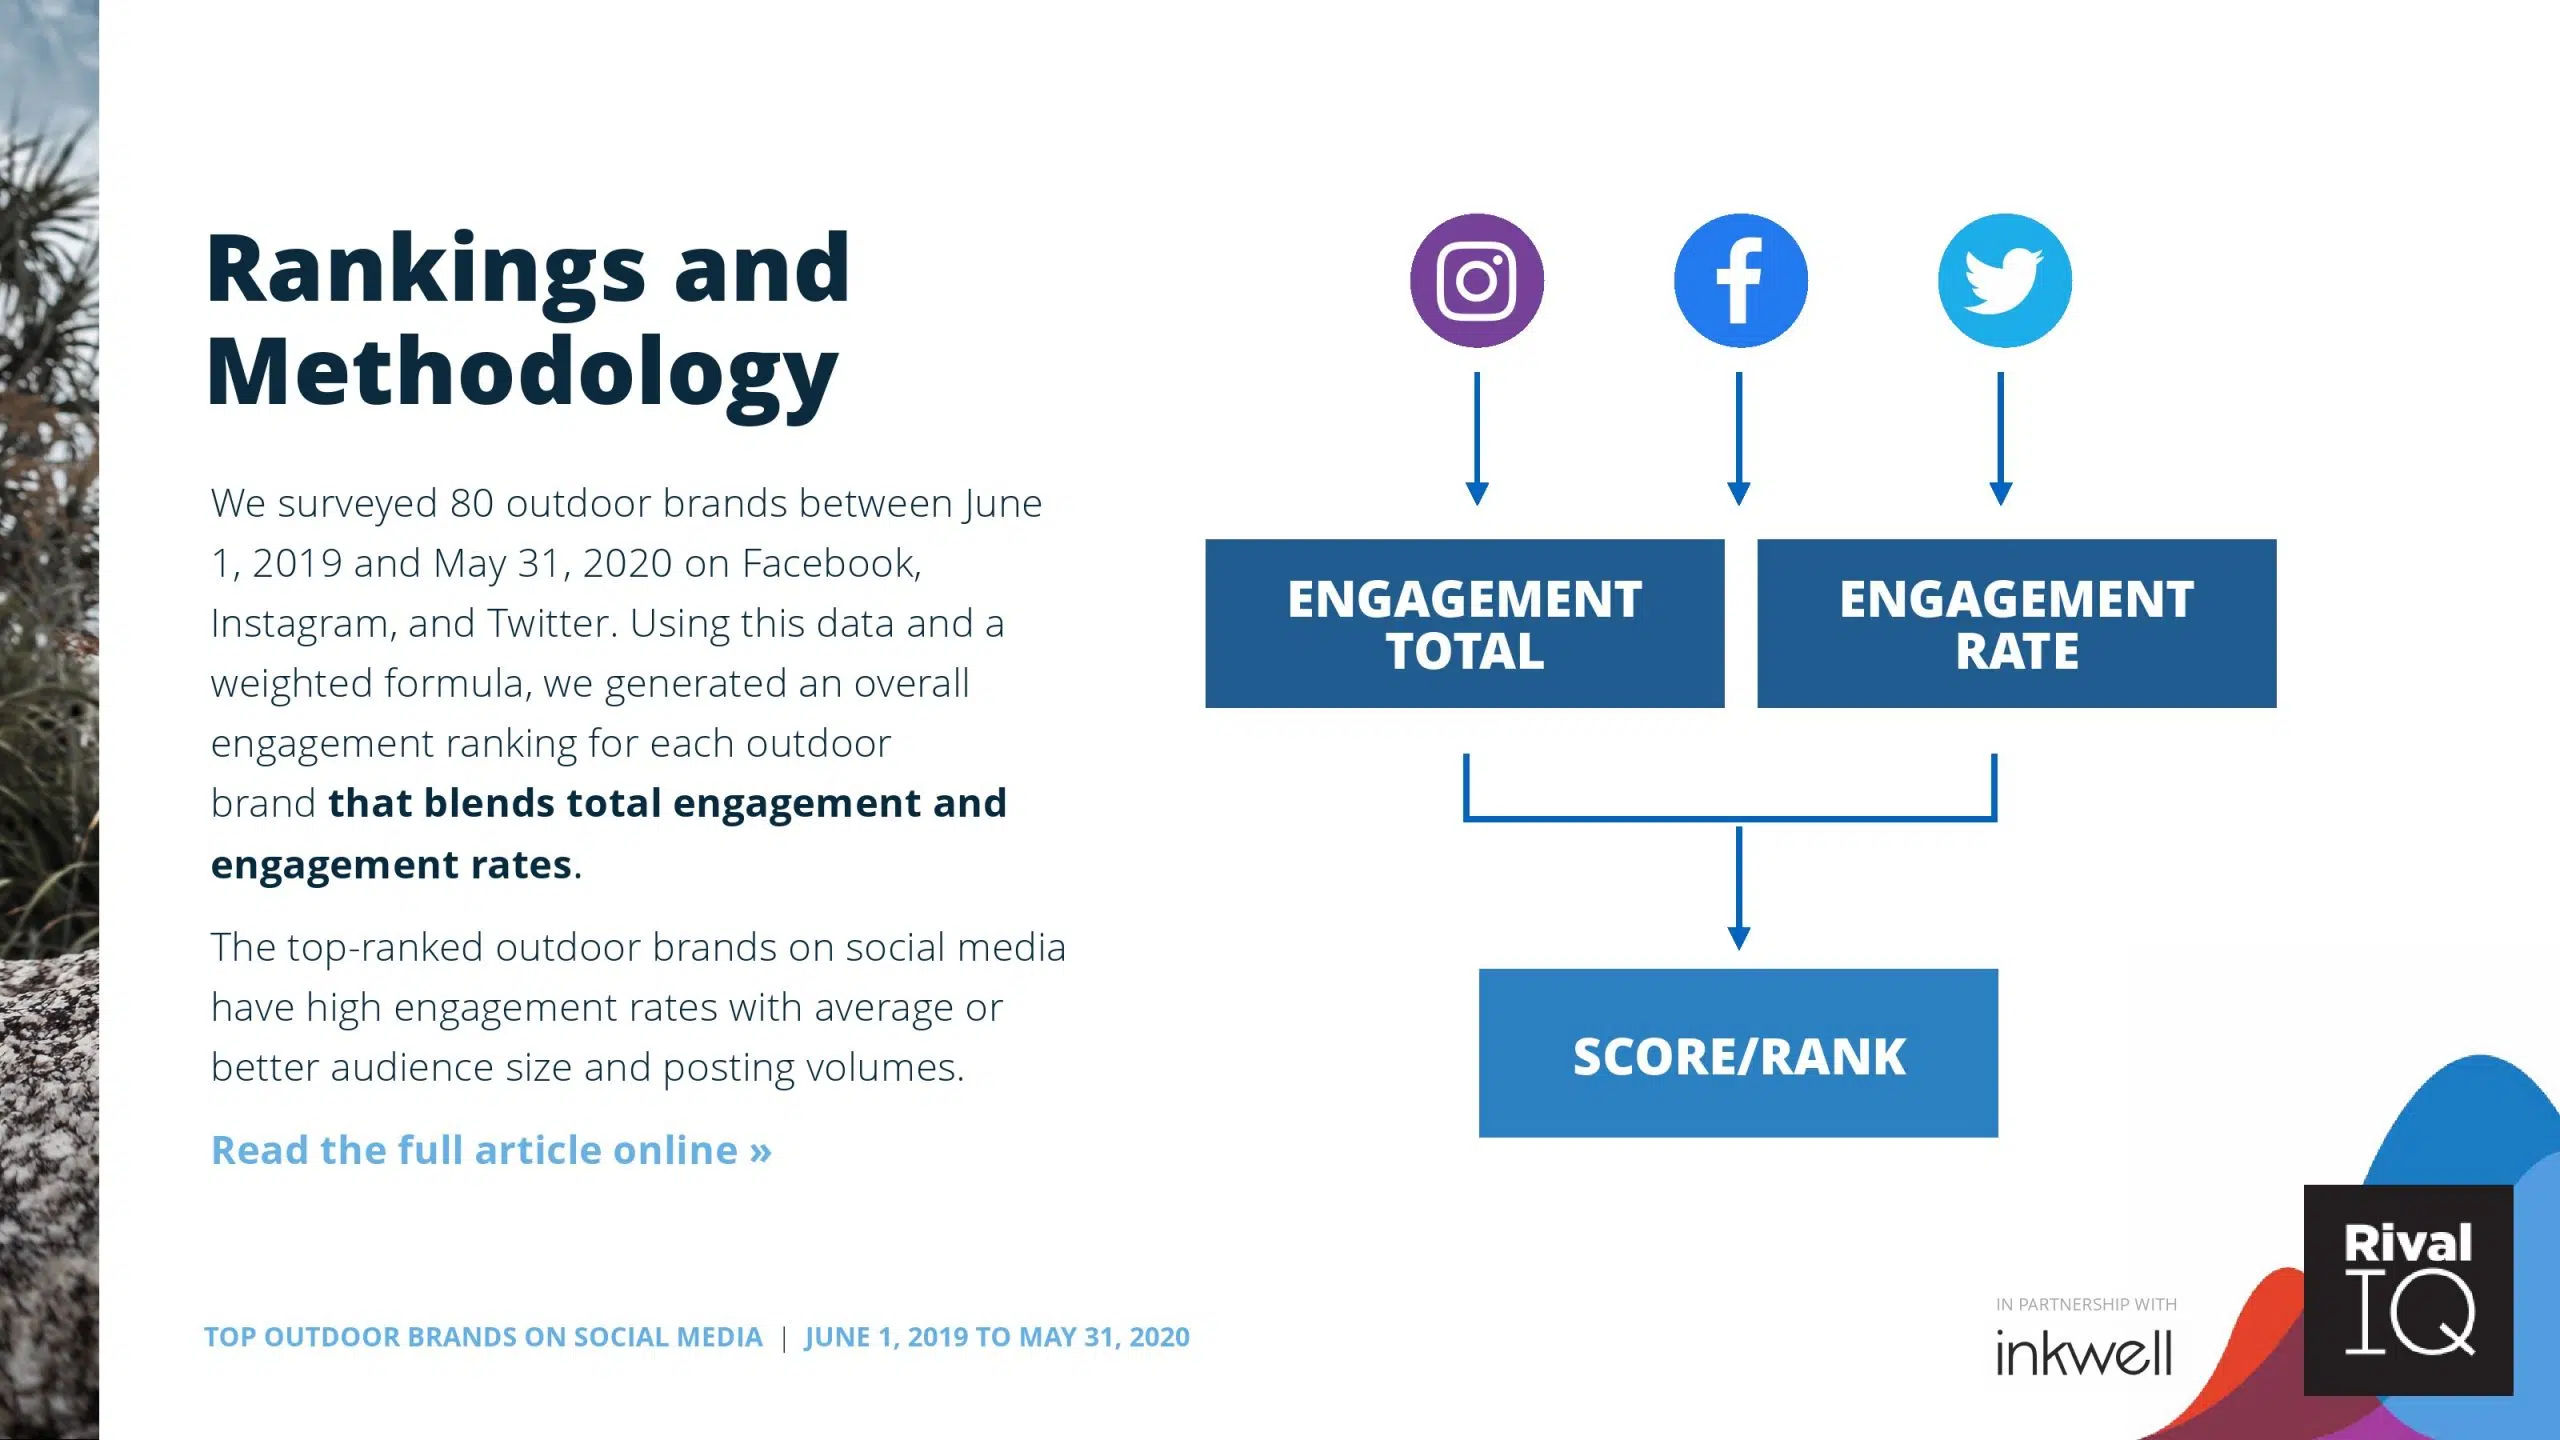 Rankings and
Methodology
We surveyed 80 outdoor brands between June
1, 2019 and May 31, 2020 on Facebook,
Instagram, and Twitter. Using this data and a
weighted formula, we generated an overall
engagement ranking for each outdoor
brand that blends total engagement and
engagement rates.
The top-ranked outdoor brands on social media
have high engagement rates with average or
better audience size and posting volumes.
Read the full article online »
ENGAGEMENT
TOTAL
ENGAGEMENT
RATE
SCORE/RANK
TOP OUTDOOR BRANDS ON SOCIAL MEDIA | JUNE 1, 2019 TO MAY 31, 2020
IN PARTNERSHIP WITH
inkwell
Rival
IQ